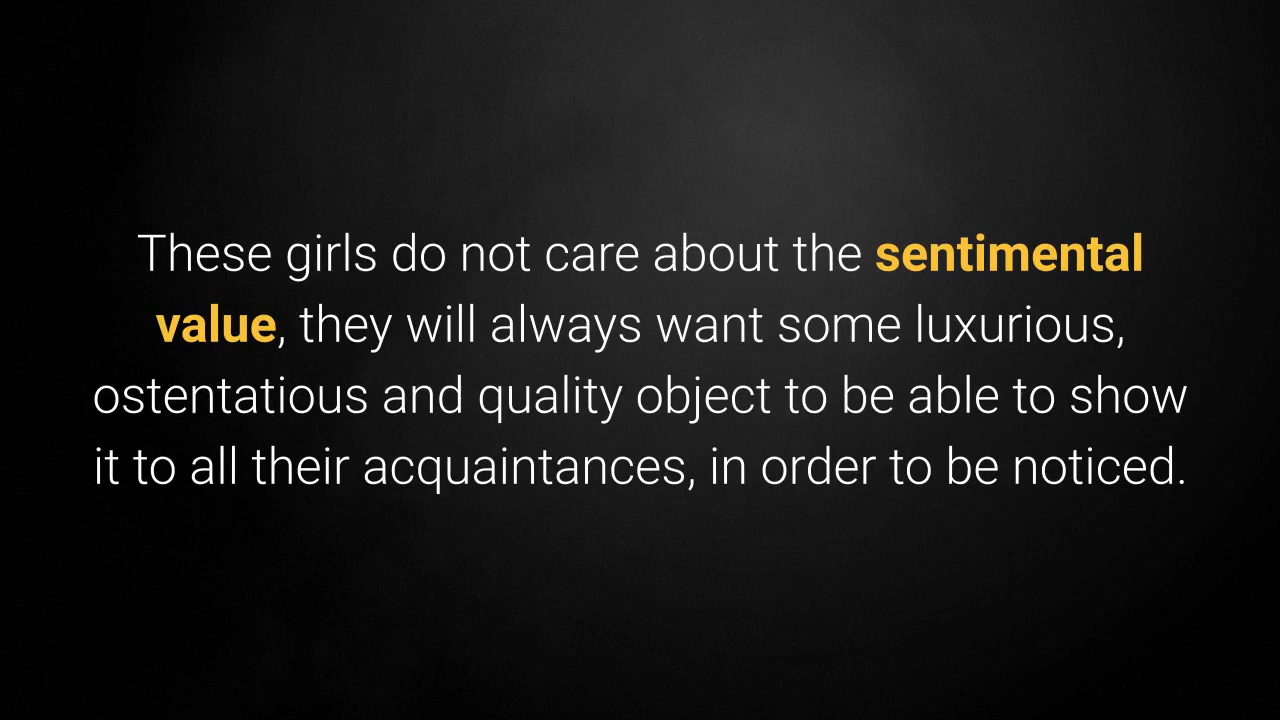 These girls do not care about the sentimental
value, they will always want some luxurious,
ostentatious and quality object to be able to show
it to all their acquaintances, in order to be noticed.